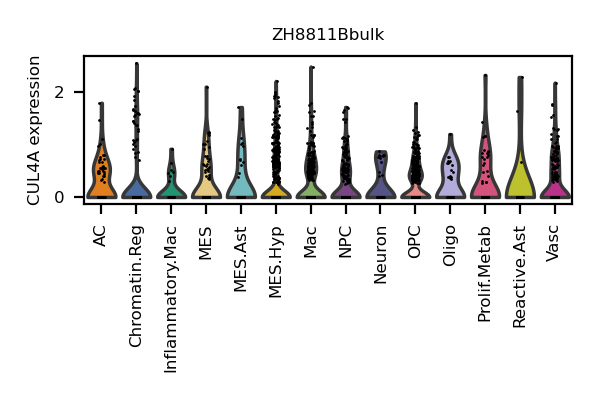 ZH8811Bbulk
CUL4A expression
2
0
AC
Chromatin.Reg
Inflammatory.Mac
MES
MES.Ast
MES.Hyp
Mac
NPC
Neuron
OPC
Oligo
Prolif.Metab
Reactive.Ast
Vasc